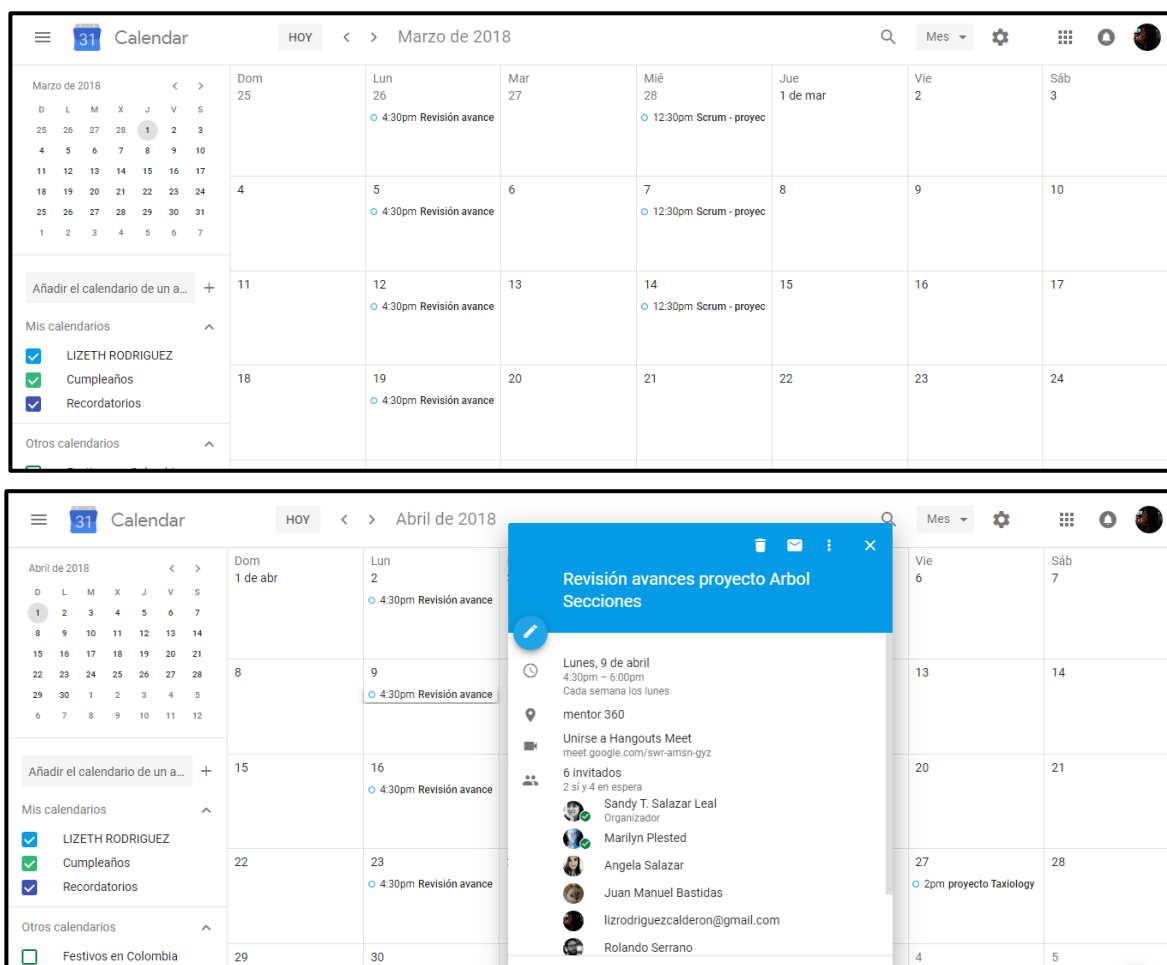 31 Calendar HOY Marzo de 2018 Mes
Marzo de 2018
D L M X J V S
25 26 27 28 1 2 3
4 5 6 7 8 9 10
11 12 13 14 15 16 17
18 19 20 21 22 23 24
25 26 27 28 29 30 31
1 2 3 4 5 6 7
Añadir el calendario de un a... +
Mis calendarios
LIZETH RODRIGUEZ
Cumpleaños
Recordatorios
Otros calendarios
Dom Lun Mar Mié Jue Vie Sáb
25 26 27 28 1 de mar 2 3
4:30pm Revisión avance 12:30pm Scrum - proyec
4 5 6 7 8 9 10
4:30pm Revisión avance 12:30pm Scrum - proyec
11 12 13 14 15 16 17
4:30pm Revisión avance 12:30pm Scrum - proyec
18 19 20 21 22 23 24
4:30pm Revisión avance
31 Calendar HOY Abril de 2018 Mes
Abril de 2018
D L M X J V S
1 2 3 4 5 6 7
8 9 10 11 12 13 14
15 16 17 18 19 20 21
22 23 24 25 26 27 28
29 30 1 2 3 4 5
6 7 8 9 10 11 12
Añadir el calendario de un a... +
Mis calendarios
LIZETH RODRIGUEZ
Cumpleaños
Recordatorios
Otros calendarios
Festivos en Colombia
Dom Lun Vie Sáb
1 de abr 2 6 7
4:30pm Revisión avance
8 9 13 14
4:30pm Revisión avance
15 16 20 21
4:30pm Revisión avance
22 23 27 28
4:30pm Revisión avance 2pm proyecto Taxiology
29 30 4 5
Revisión avances proyecto Arbol
Secciones
Lunes, 9 de abril
4:30pm – 6:00pm
Cada semana los lunes
mentor 360
Unirse a Hangouts Meet
meet.google.com/swr-amsn-gyz
6 invitados
2 sí y 4 en espera
Sandy T. Salazar Leal
Organizador
Marilyn Plested
Angela Salazar
Juan Manuel Bastidas
lizrodriguezcalderon@gmail.com
Rolando Serrano